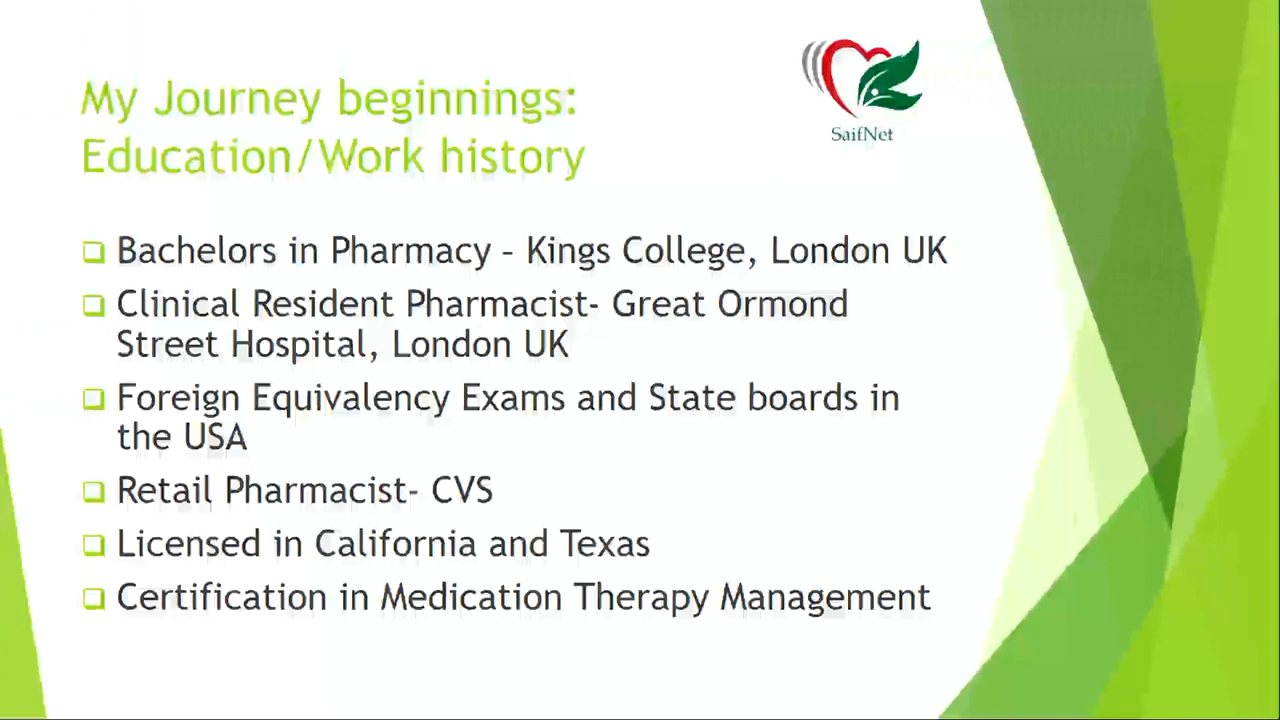 SaifNet
My Journey beginnings:
Education/Work history
Bachelors in Pharmacy – Kings College, London UK
Clinical Resident Pharmacist- Great Ormond
Street Hospital, London UK
Foreign Equivalency Exams and State boards in
the USA
Retail Pharmacist- CVS
Licensed in California and Texas
Certification in Medication Therapy Management